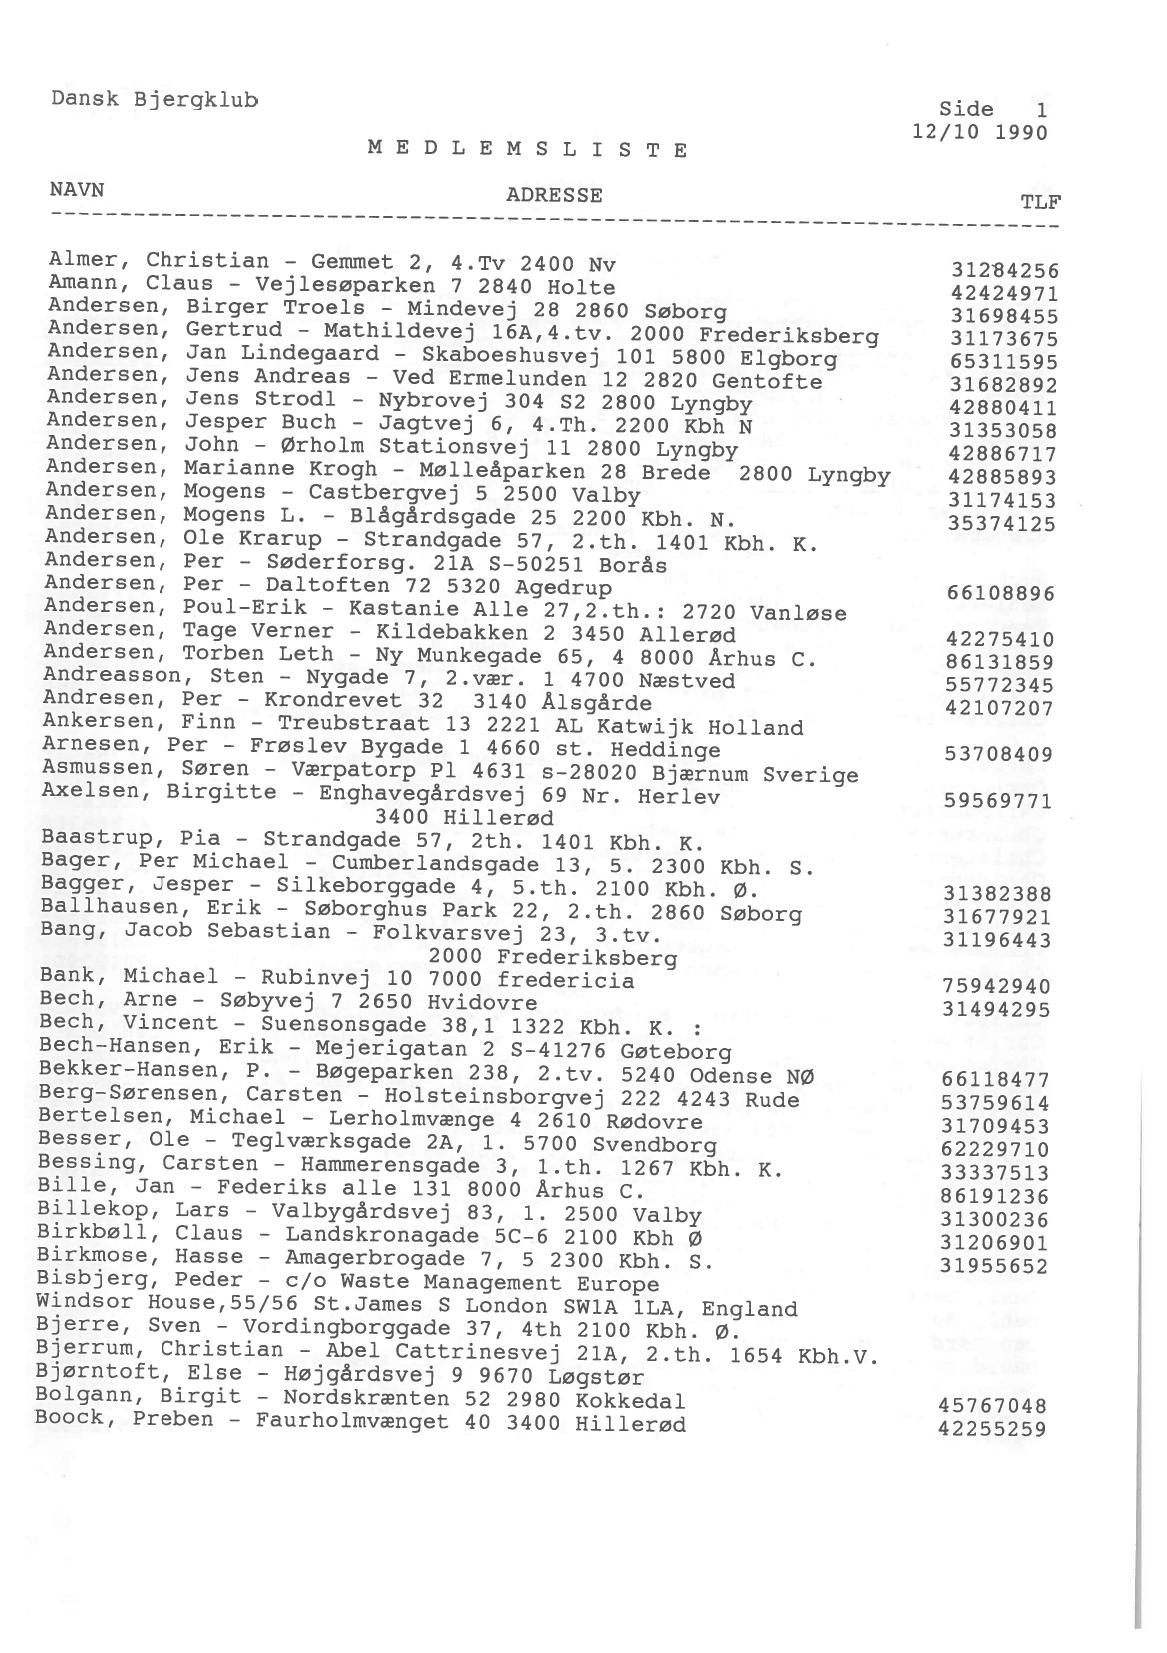 Dansk Bjergklub
Side 1
12/10 1990
M E D L E M S L I S T E
NAVN ADRESSE TLF
--------------------------------------------------------------------------
Almer, Christian - Gemmet 2, 4.Tv 2400 Nv 31284256
Amann, Claus - Vejlesøparken 7 2840 Holte 42424971
Andersen, Birger Troels - Mindevej 28 2860 Søborg 31698455
Andersen, Gertrud - Mathildevej 16A,4.tv. 2000 Frederiksberg 31173675
Andersen, Jan Lindegaard - Skaboeshusvej 101 5800 Elgborg 65311595
Andersen, Jens Andreas - Ved Ermelunden 12 2820 Gentofte 31682892
Andersen, Jens Strodl - Nybrovej 304 S2 2800 Lyngby 42880411
Andersen, Jesper Buch - Jagtvej 6, 4.Th. 2200 Kbh N 31353058
Andersen, John - Ørholm Stationsvej 11 2800 Lyngby 42886717
Andersen, Marianne Krogh - Mølleåparken 28 Brede 2800 Lyngby 42885893
Andersen, Mogens - Castbergvej 5 2500 Valby 31174153
Andersen, Mogens L. - Blågårdsgade 25 2200 Kbh. N. 35374125
Andersen, Ole Krarup - Strandgade 57, 2.th. 1401 Kbh. K.
Andersen, Per - Søderforsg. 21A S-50251 Borås
Andersen, Per - Daltoften 72 5320 Agedrup 66108896
Andersen, Poul-Erik - Kastanie Alle 27,2.th.: 2720 Vanløse
Andersen, Tage Verner - Kildebakken 2 3450 Allerød 42275410
Andersen, Torben Leth - Ny Munkegade 65, 4 8000 Århus C. 86131859
Andreasson, Sten - Nygade 7, 2.vær. 1 4700 Næstved 55772345
Andresen, Per - Krondrevet 32 3140 Ålsgårde 42107207
Ankersen, Finn - Treubstraat 13 2221 AL Katwijk Holland
Arnesen, Per - Frøslev Bygade 1 4660 st. Heddinge 53708409
Asmussen, Søren - Værpatorp Pl 4631 s-28020 Bjærnum Sverige
Axelsen, Birgitte - Enghavegårdsvej 69 Nr. Herlev 59569771
3400 Hillerød
Baastrup, Pia - Strandgade 57, 2th. 1401 Kbh. K.
Bager, Per Michael - Cumberlandsgade 13, 5. 2300 Kbh. S.
Bagger, Jesper - Silkeborggade 4, 5.th. 2100 Kbh. Ø. 31382388
Ballhausen, Erik - Søborghus Park 22, 2.th. 2860 Søborg 31677921
Bang, Jacob Sebastian - Folkvarsvej 23, 3.tv. 31196443
2000 Frederiksberg
Bank, Michael - Rubinvej 10 7000 fredericia 75942940
Bech, Arne - Søbyvej 7 2650 Hvidovre 31494295
Bech, Vincent - Suensonsgade 38,1 1322 Kbh. K. :
Bech-Hansen, Erik - Mejerigatan 2 S-41276 Gøteborg
Bekker-Hansen, P. - Bøgeparken 238, 2.tv. 5240 Odense NØ 66118477
Berg-Sørensen, Carsten - Holsteinsborgvej 222 4243 Rude 53759614
Bertelsen, Michael - Lerholmvænge 4 2610 Rødovre 31709453
Besser, Ole - Teglværksgade 2A, 1. 5700 Svendborg 62229710
Bessing, Carsten - Hammerensgade 3, 1.th. 1267 Kbh. K. 33337513
Bille, Jan - Federiks alle 131 8000 Århus C. 86191236
Billekop, Lars - Valbygårdsvej 83, 1. 2500 Valby 31300236
Birkbøll, Claus - Landskronagade 5C-6 2100 Kbh Ø 31206901
Birkmose, Hasse - Amagerbrogade 7, 5 2300 Kbh. S. 31955652
Bisbjerg, Peder - c/o Waste Management Europe
Windsor House,55/56 St.James S London SW1A 1LA, England
Bjerre, Sven - Vordingborggade 37, 4th 2100 Kbh. Ø.
Bjerrum, Christian - Abel Cattrinesvej 21A, 2.th. 1654 Kbh.V.
Bjørntoft, Else - Højgårdsvej 9 9670 Løgstør
Bolgann, Birgit - Nordskrænten 52 2980 Kokkedal 45767048
Boock, Preben - Faurholmvænget 40 3400 Hillerød 42255259